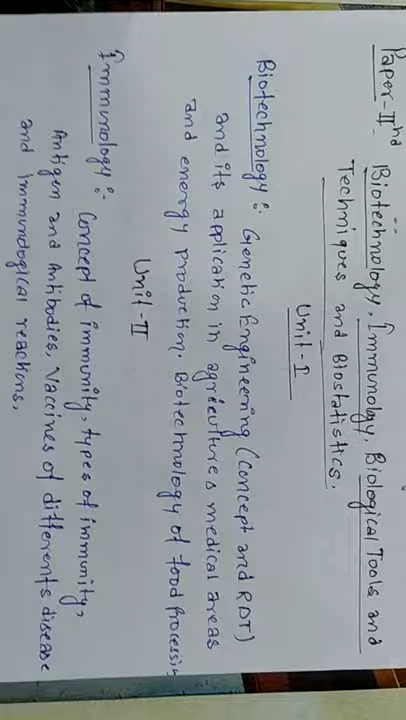 Paper-IInd Biotechnology, Immunology, Biological Tools and
Techniques and Biostatistics.
Unit-I
Biotechnology:- Genetic Engineering (Concept and RDT)
and its application in agriculture & medical areas
and energy production. Biotechnology of food processin
Unit-II
Immunology:- Concept of immunity, types of immunity,
Antigen and Antibodies, Vaccines of differents disease
and immunological reactions.